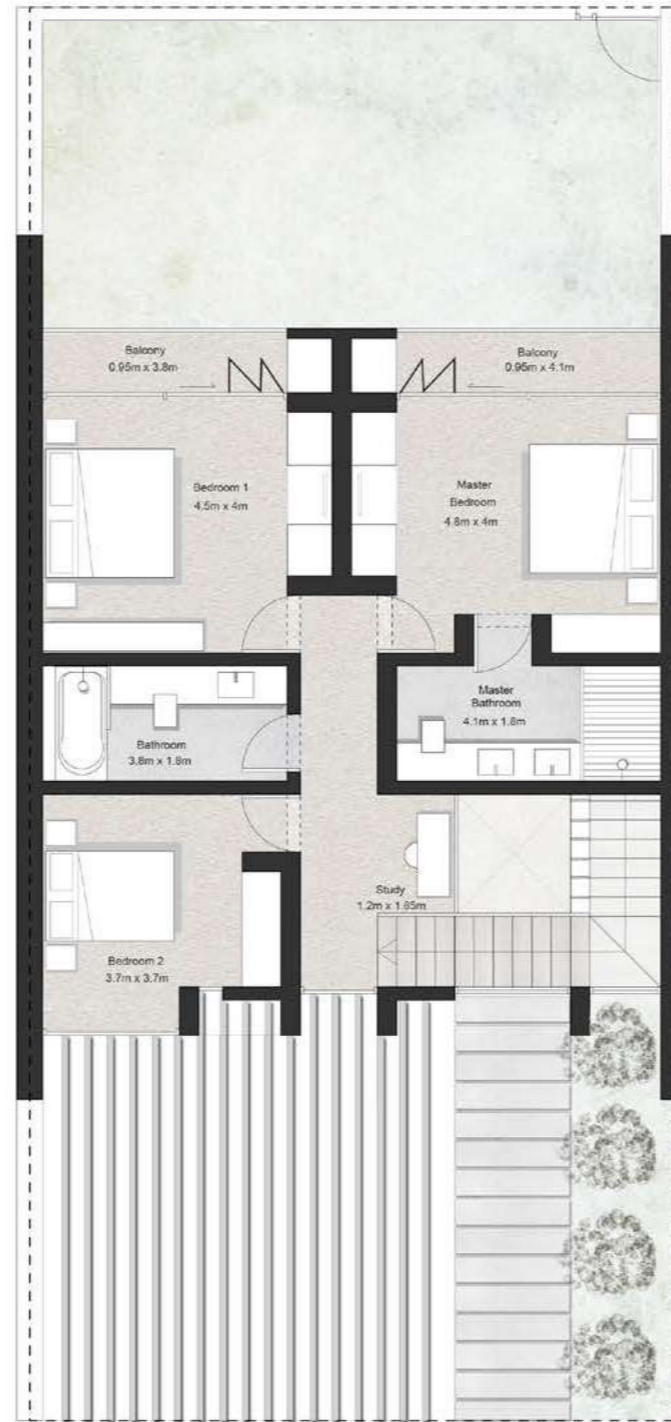 Balcony
0.95m x 3.8m
Balcony
0.95m x 4.1m
Bedroom 1
4.5m x 4m
Master
Bedroom
4.8m x 4m
Master
Bathroom
4.1m x 1.8m
Bathroom
3.8m x 1.8m
Study
1.2m x 1.65m
Bedroom 2
3.7m x 3.7m